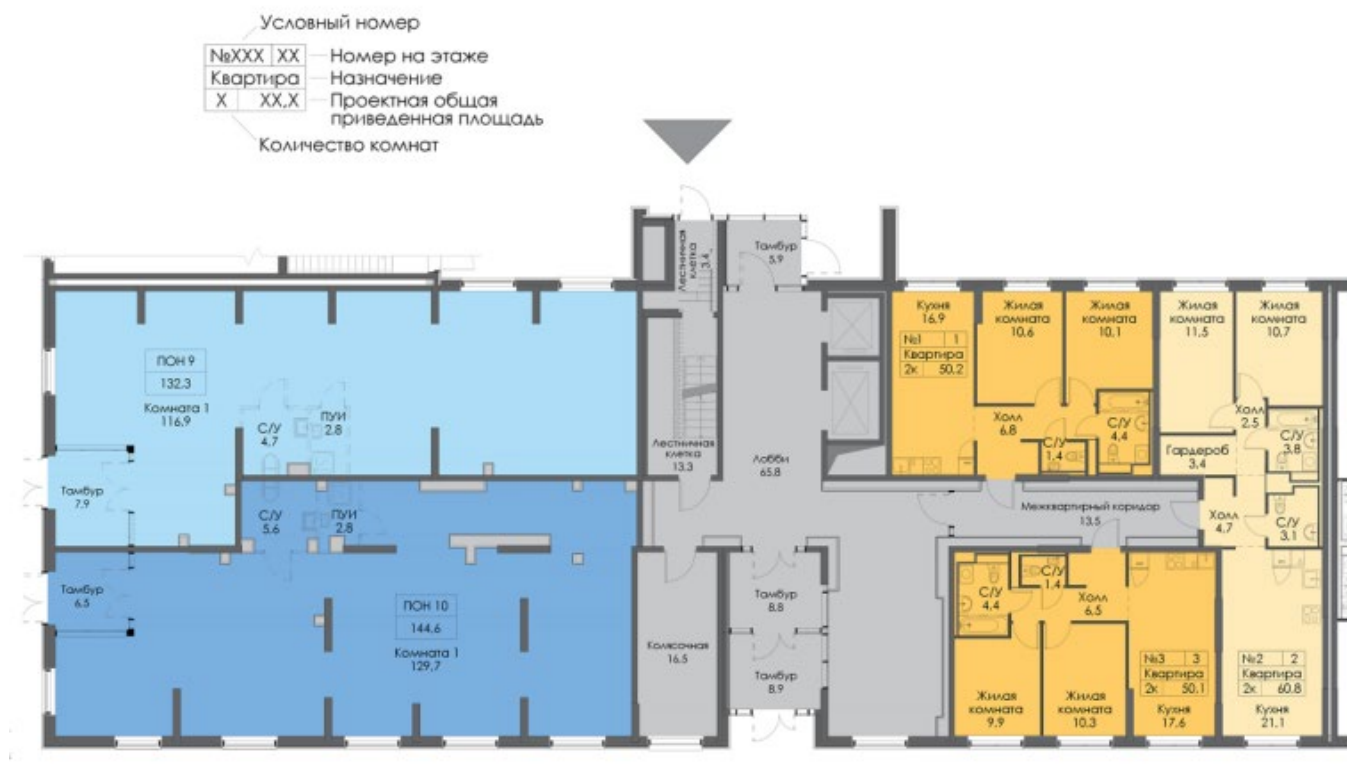 Условный номер
№XXX XX
Номер на этаже
Квартира
Назначение
X XX,X
Проектная общая
приведенная площадь
Количество комнат
Лестничная
клетка
3.4
Тамбур
5.9
ПОН 9
132.3
Комната 1
116.9
С/У
4.7
ПУИ
2.8
Тамбур
7.9
Лестничная
клетка
13.3
Лобби
65.8
Кухня
16.9
№1 1
Квартира
2к 50.2
Жилая
комната
10.6
Жилая
комната
10.1
Холл
6.8
С/У
1.4
С/У
4.4
Жилая
комната
11.5
Жилая
комната
10.7
Холл
2.5
С/У
3.8
Гардероб
3.4
Холл
4.7
С/У
3.1
Межквартирный коридор
13.5
С/У
5.6
ПУИ
2.8
Тамбур
6.5
ПОН 10
144.6
Комната 1
129.7
Колясочная
16.5
Тамбур
8.8
Тамбур
8.9
С/У
4.4
С/У
1.4
Холл
6.5
Жилая
комната
9.9
Жилая
комната
10.3
№3 3
Квартира
2к 50.1
Кухня
17.6
№2 2
Квартира
2к 60.8
Кухня
21.1